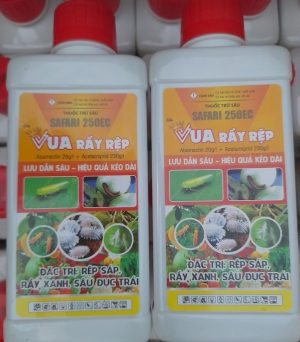 THUỐC TRỪ SÂU
SAFARI 250EC
VUA RẦY RỆP
Abamectin 20g/l + Acetamiprid 230g/l
LƯU DẪN SÂU - HIỆU QUẢ KÉO DÀI
ĐẶC TRỊ: RỆP SÁP,
RẦY XANH, SÂU ĐỤC TRÁI
THUỐC TRỪ SÂU
SAFARI 250EC
VUA RẦY RỆP
Abamectin 20g/l + Acetamiprid 230g/l
LƯU DẪN SÂU - HIỆU QUẢ KÉO DÀI
ĐẶC TRỊ: RỆP SÁP,
RẦY XANH, SÂU ĐỤC TRÁI